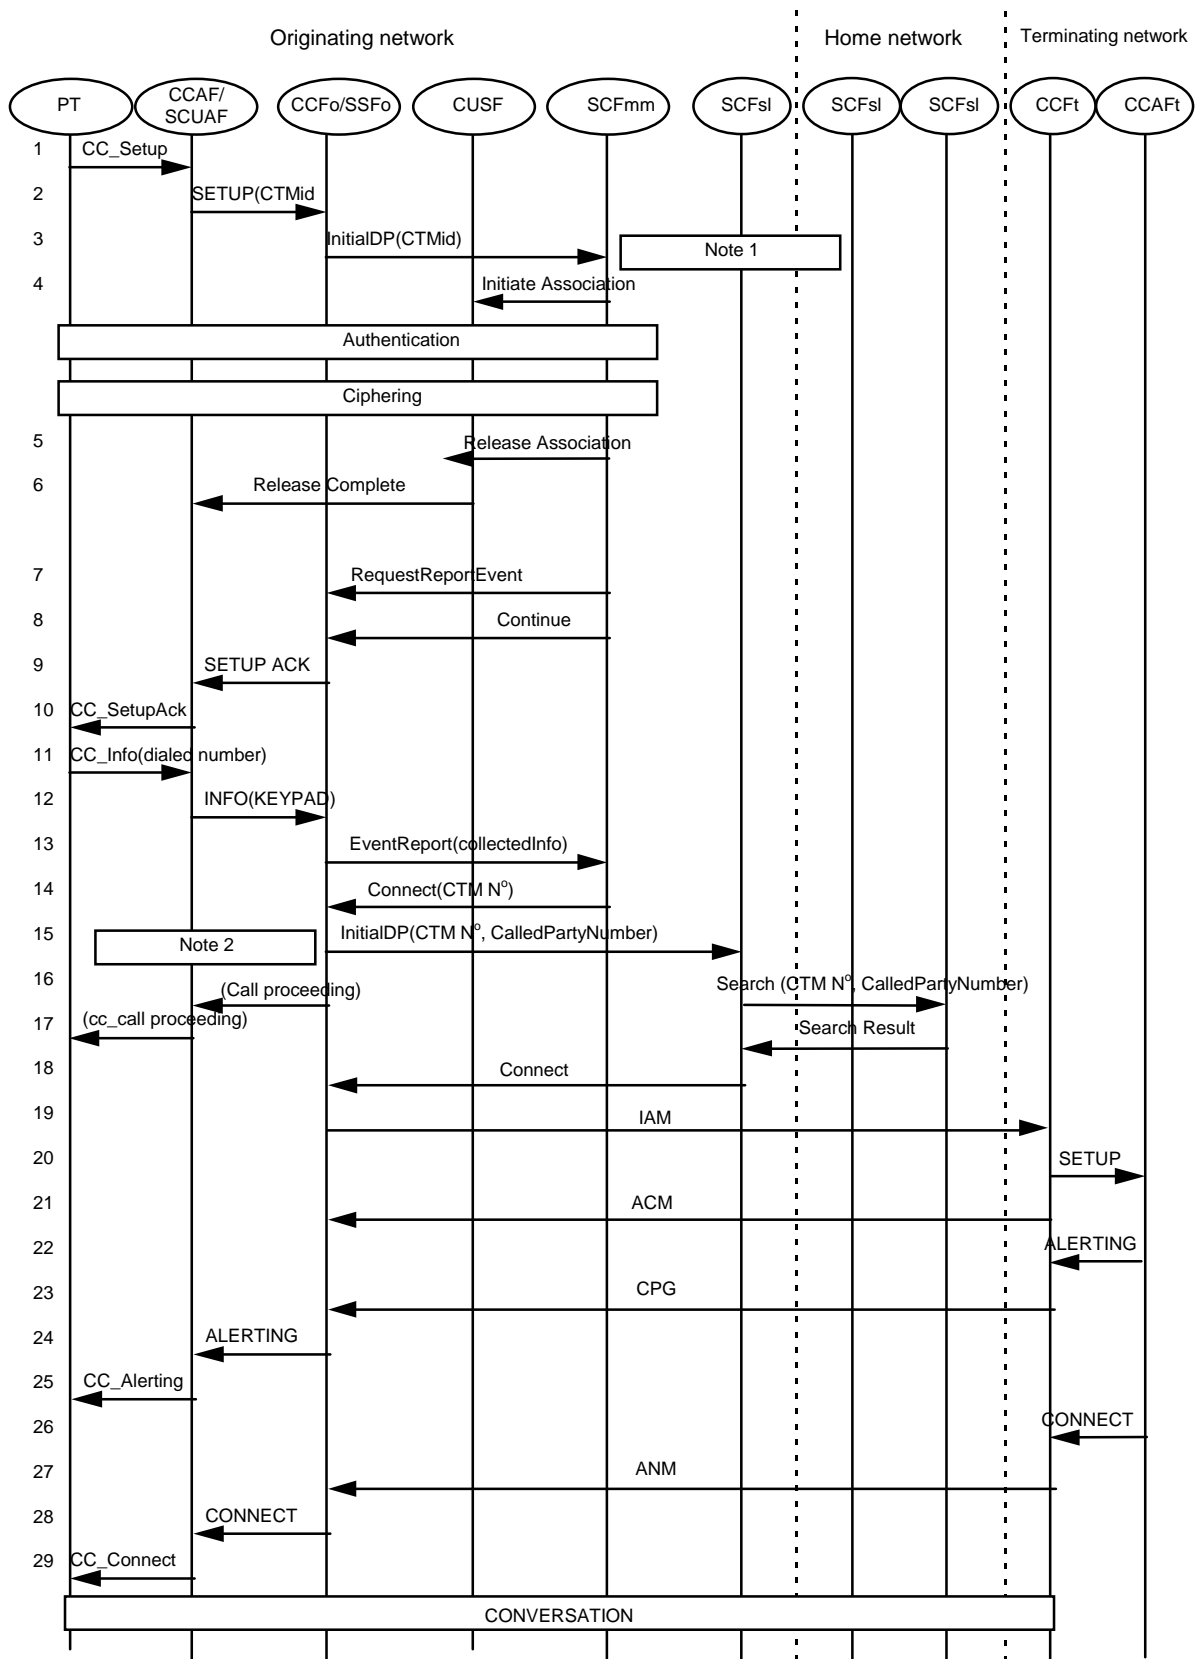 Originating network Home network Terminating network
PT CCAF/ SCUAF CCFo/SSFo CUSF SCFmm SCFsl SCFsl SCFsl CCFt CCAFt
1 CC_Setup
2 SETUP(CTMid
3 InitialDP(CTMid) Note 1
4 Initiate Association
Authentication
Ciphering
5 Release Association
6 Release Complete
7 RequestReportEvent
8 Continue
9 SETUP ACK
10 CC_SetupAck
11 CC_Info(dialed number)
12 INFO(KEYPAD)
13 EventReport(collectedInfo)
14 Connect(CTM Nº)
15 Note 2 InitialDP(CTM Nº, CalledPartyNumber)
16 (Call proceeding) Search (CTM Nº, CalledPartyNumber)
17 (cc_call proceeding) Search Result
18 Connect
19 IAM
20 SETUP
21 ACM
22 ALERTING
23 CPG
24 ALERTING
25 CC_Alerting
26 CONNECT
27 ANM
28 CONNECT
29 CC_Connect
CONVERSATION